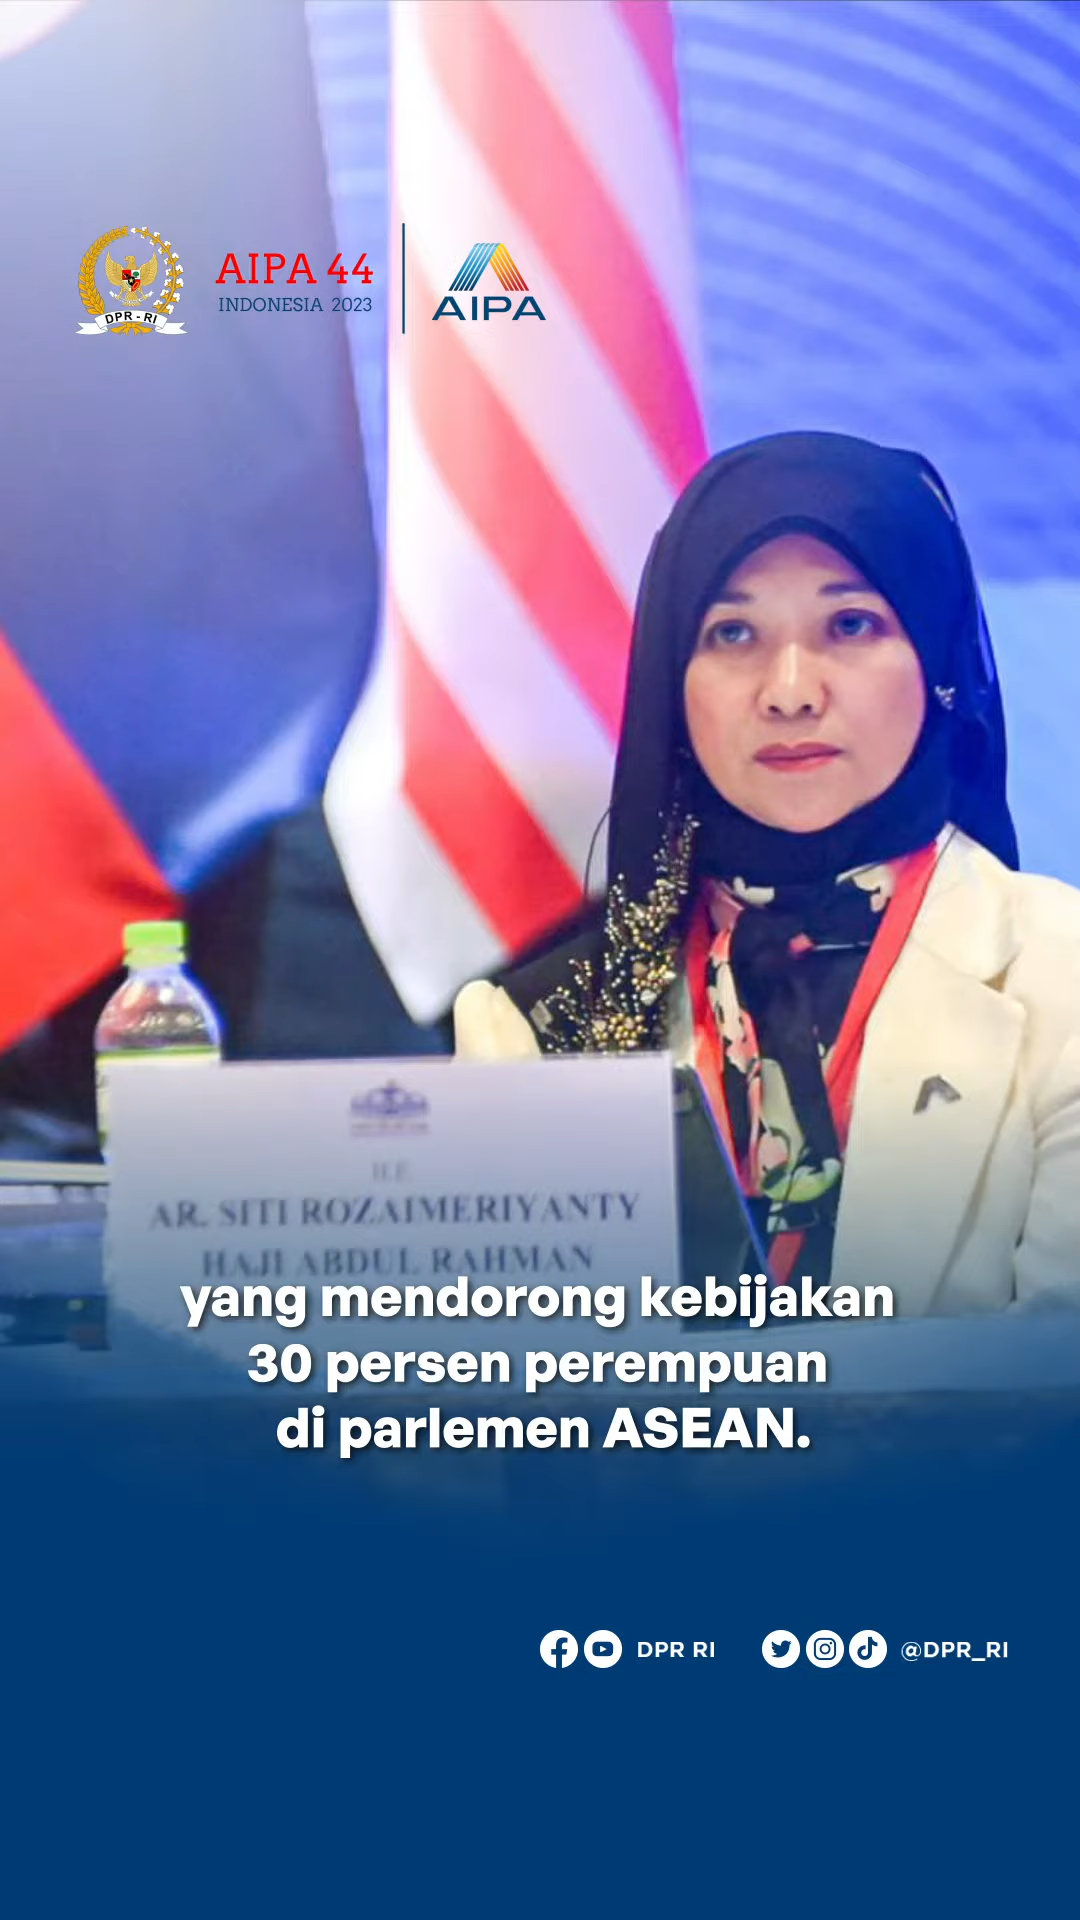 DPR - RI
AIPA 44
INDONESIA 2023
AIPA
H.E.
AR. SITI ROZAIMERIYANTY
HAJI ABDUL RAHMAN
yang mendorong kebijakan
30 persen perempuan
di parlemen ASEAN.
DPR RI
@DPR_RI